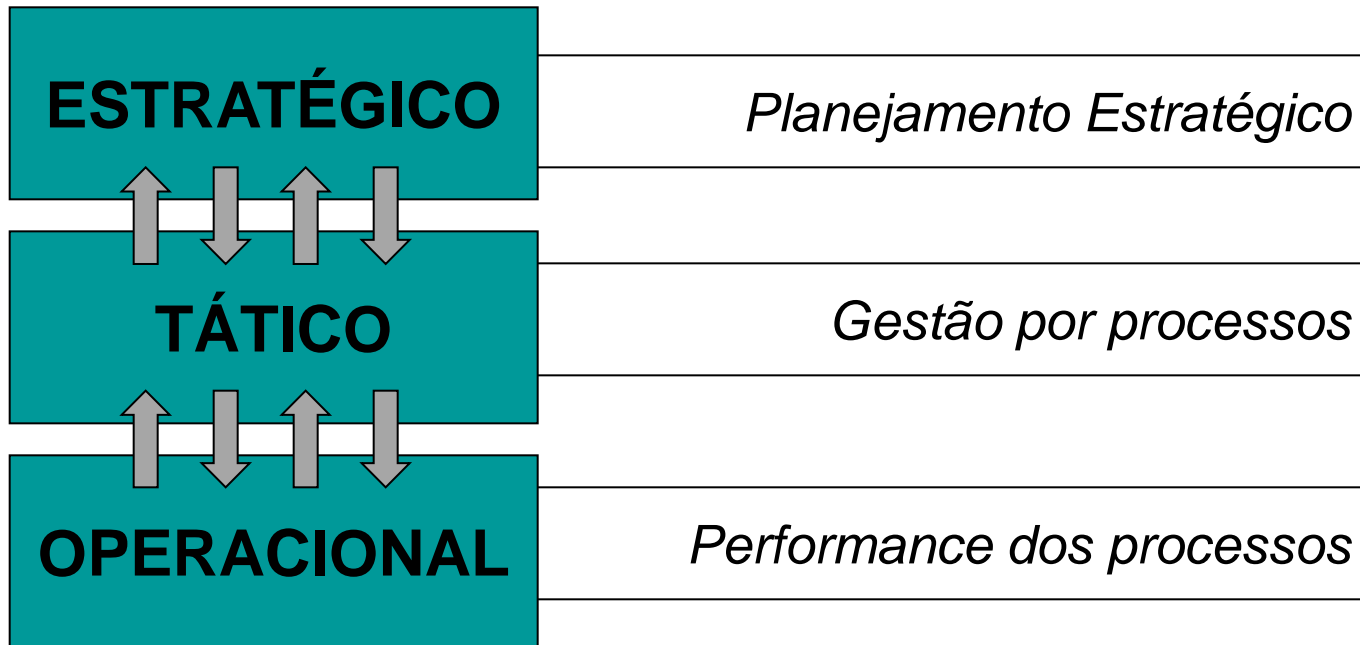 ESTRATÉGICO
Planejamento Estratégico
TÁTICO
Gestão por processos
OPERACIONAL
Performance dos processos